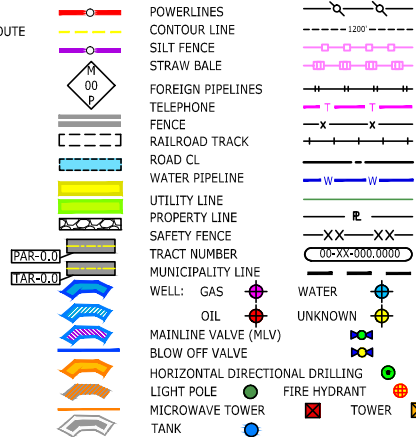 POWERLINES
OUTE CONTOUR LINE 1200'
SILT FENCE
STRAW BALE
M
00
P
FOREIGN PIPELINES
TELEPHONE T T
FENCE x x
RAILROAD TRACK
ROAD CL
WATER PIPELINE W W
UTILITY LINE
PROPERTY LINE PL
SAFETY FENCE XX XX
PAR-0.0 TRACT NUMBER 00-XX-000.0000
TAR-0.0 MUNICIPALITY LINE
WELL: GAS WATER
OIL UNKNOWN
MAINLINE VALVE (MLV)
BLOW OFF VALVE
HORIZONTAL DIRECTIONAL DRILLING
LIGHT POLE FIRE HYDRANT
MICROWAVE TOWER TOWER
TANK